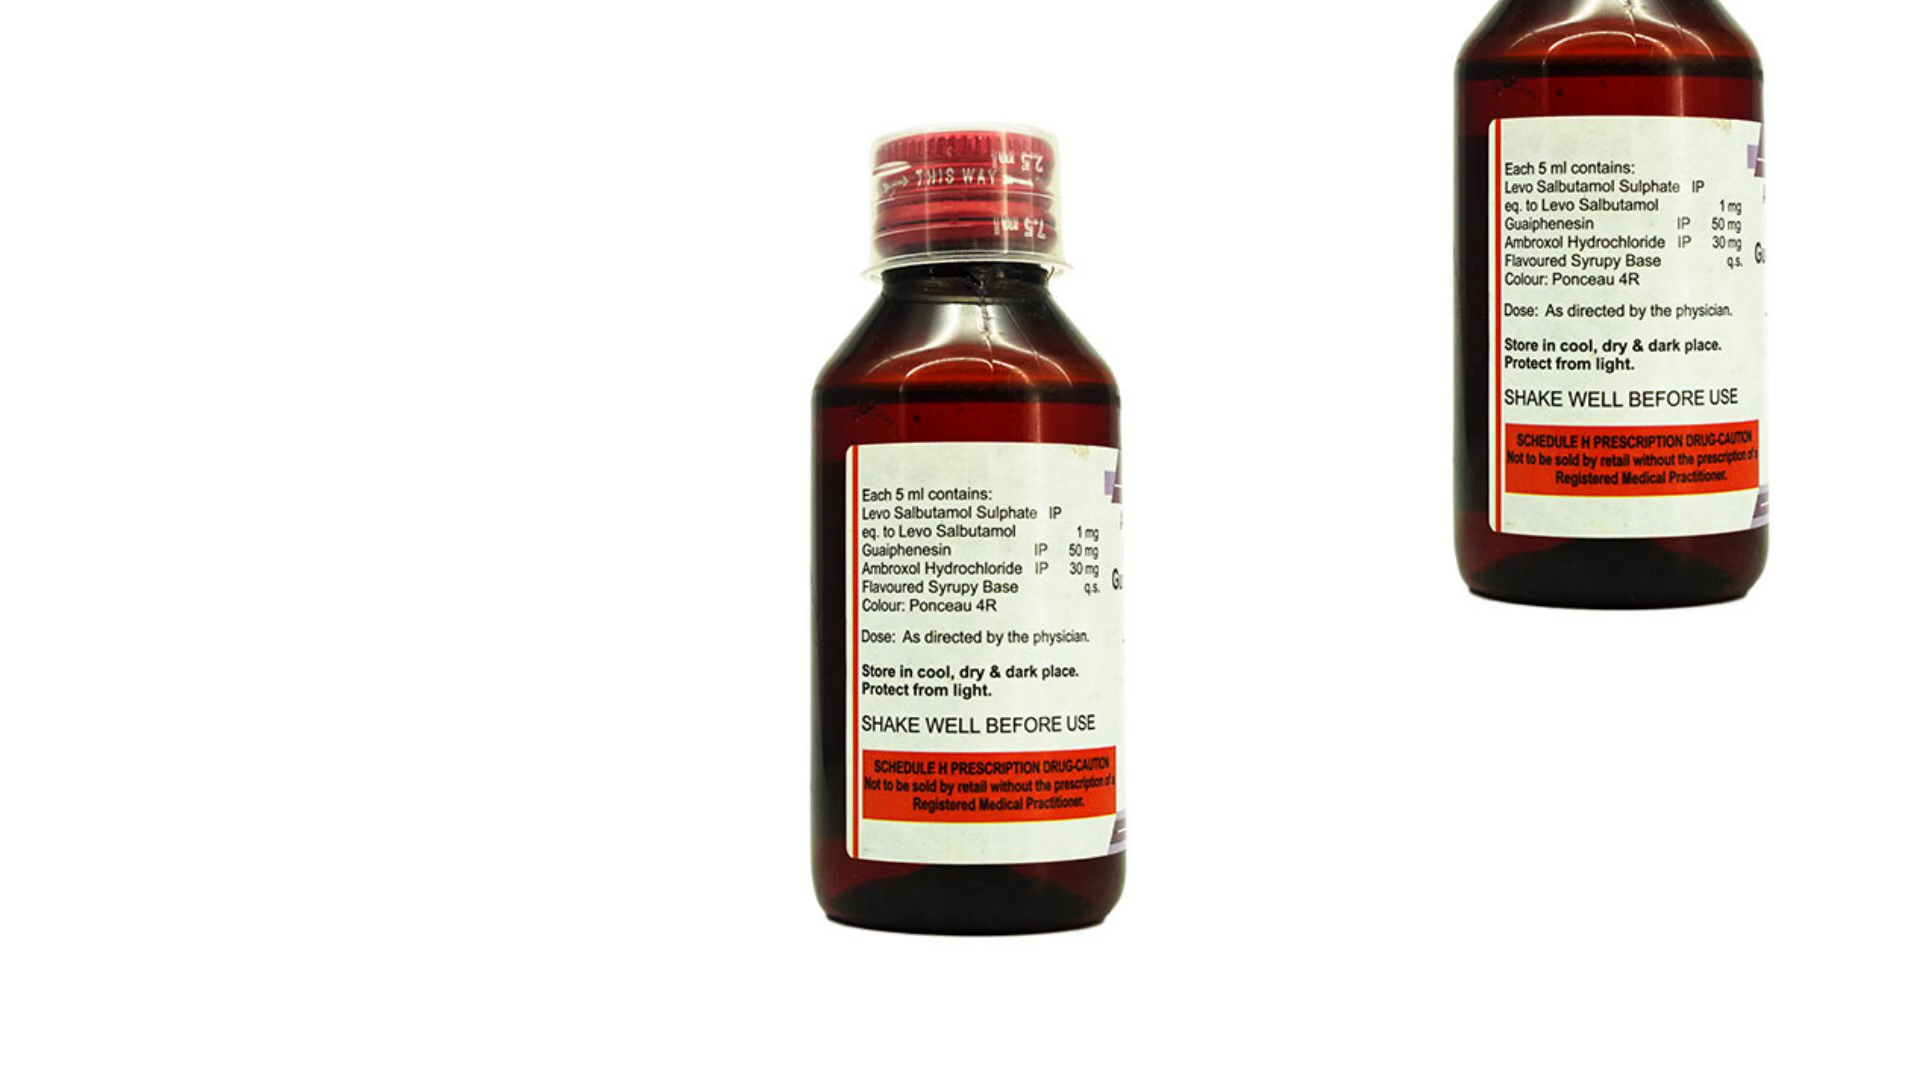 2.5 ml
THIS WAY
7.5 ml
Each 5 ml contains:
Levo Salbutamol Sulphate IP
eq. to Levo Salbutamol 1 mg
Guaiphenesin IP 50 mg
Ambroxol Hydrochloride IP 30 mg
Flavoured Syrupy Base q.s.
Colour: Ponceau 4R
Dose: As directed by the physician.
Store in cool, dry & dark place.
Protect from light.
SHAKE WELL BEFORE USE
SCHEDULE H PRESCRIPTION DRUG-CAUTION
Not to be sold by retail without the prescription of a
Registered Medical Practitioner.
Each 5 ml contains:
Levo Salbutamol Sulphate IP
eq. to Levo Salbutamol 1 mg
Guaiphenesin IP 50 mg
Ambroxol Hydrochloride IP 30 mg
Flavoured Syrupy Base q.s.
Colour: Ponceau 4R
Dose: As directed by the physician.
Store in cool, dry & dark place.
Protect from light.
SHAKE WELL BEFORE USE
SCHEDULE H PRESCRIPTION DRUG-CAUTION
Not to be sold by retail without the prescription of a
Registered Medical Practitioner.